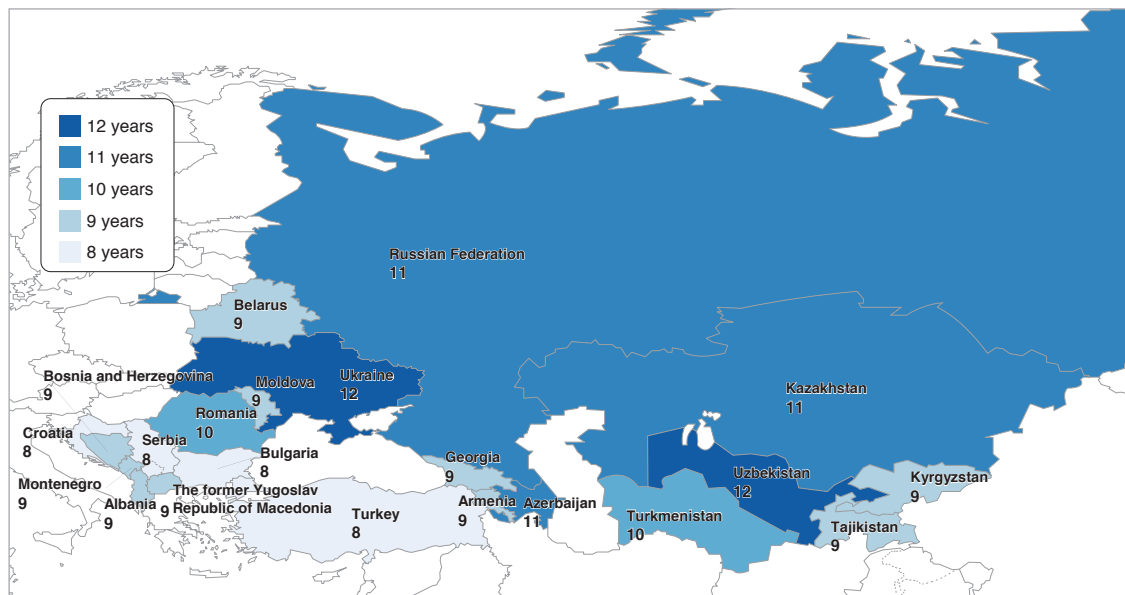 12 years
11 years
10 years
9 years
8 years
Russian Federation
11
Belarus
9
Bosnia and Herzegovina
9
Moldova
9
Ukraine
12
Kazakhstan
11
Romania
10
Croatia
8
Serbia
8
Bulgaria
8
Georgia
9
Uzbekistan
12
Kyrgyzstan
9
Montenegro
9
Albania
9
The former Yugoslav
9 Republic of Macedonia
Turkey
8
Armenia
9
Azerbaijan
11
Turkmenistan
10
Tajikistan
9